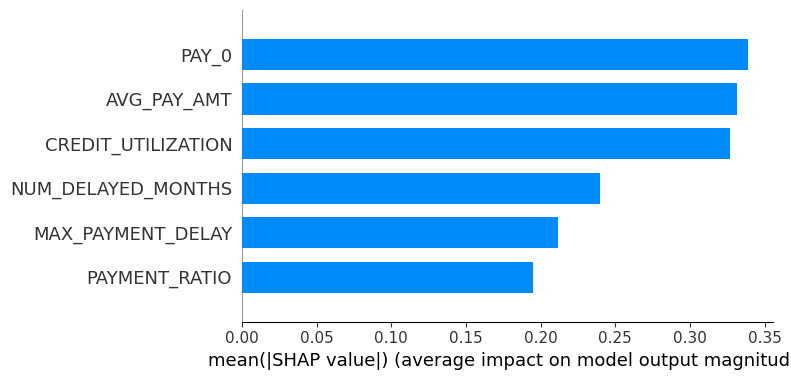 PAY_0
AVG_PAY_AMT
CREDIT_UTILIZATION
NUM_DELAYED_MONTHS
MAX_PAYMENT_DELAY
PAYMENT_RATIO
0.00 0.05 0.10 0.15 0.20 0.25 0.30 0.35
mean(|SHAP value|) (average impact on model output magnitud